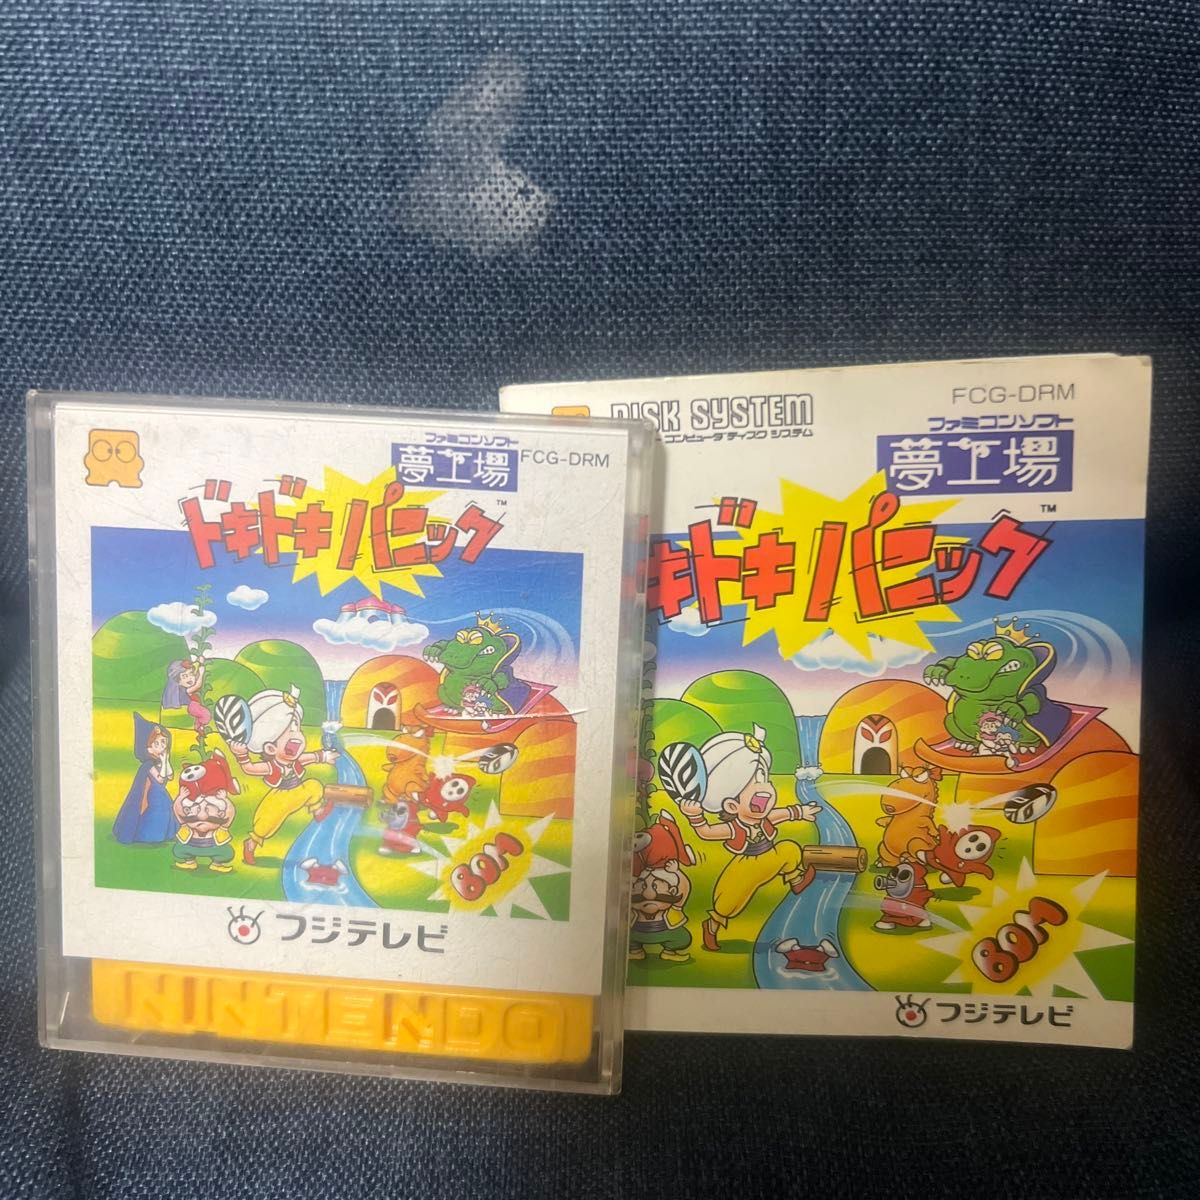 ファミコンソフト
夢工場
FCG-DRM
ドキドキパニック
TM
BOM
フジテレビ
NINTENDO
DISK SYSTEM
コンピュータ ディスク システム
FCG-DRM
ファミコンソフト
夢工場
TM
ドキドキパニック
BOM
フジテレビ